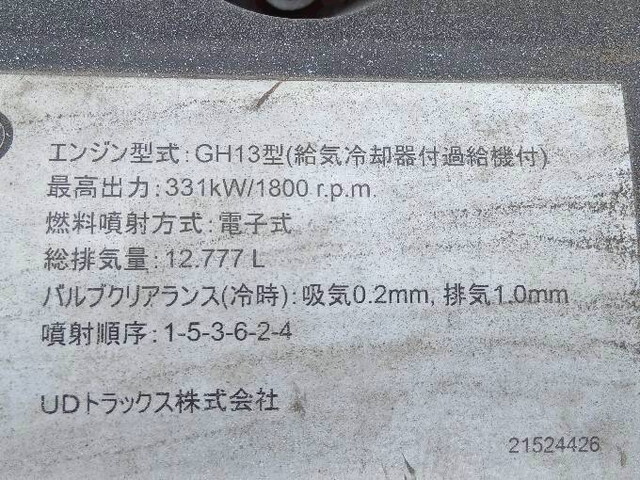 エンジン型式：GH13型(給気冷却器付過給機付)
最高出力：331kW/1800 r.p.m.
燃料噴射方式：電子式
総排気量：12.777 L
バルブクリアランス(冷時)：吸気0.2mm, 排気1.0mm
噴射順序：1-5-3-6-2-4
UDトラックス株式会社
21524426